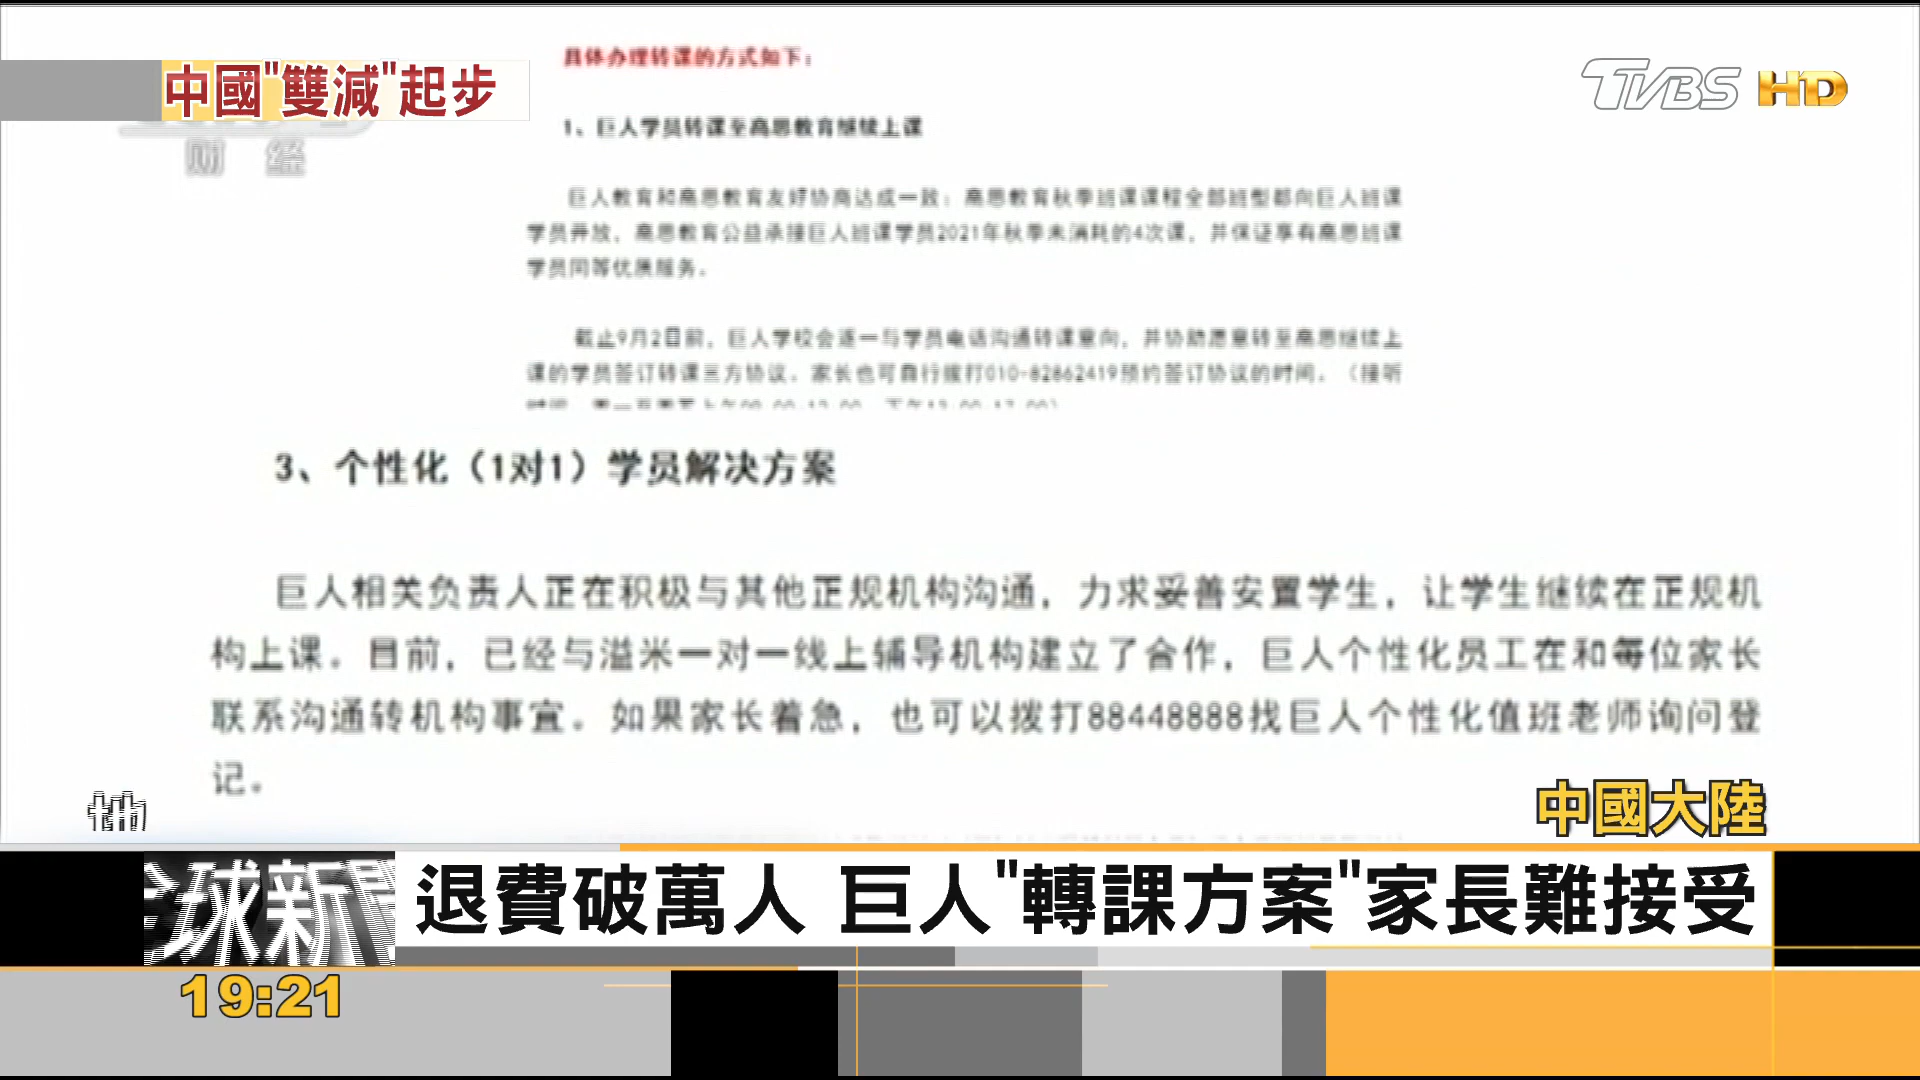 中國"雙減"起步
TVBS HD
财 经
具体办理转课的方式如下：
1、巨人学员转课至高思教育继续上课
巨人教育和高思教育友好协商达成一致：高思教育秋季班课课程全部班型都向巨人班课
学员开放，高思教育公益承接巨人班课学员2021年秋季未消耗的4次课，并保证享有高思班课
学员同等优质服务。
截止9月2日前，巨人学校会逐一与学员电话沟通转课意向，并协助愿意转至高思继续上
课的学员签订转课三方协议。家长也可自行拨打010-82862419预约签订协议的时间。（接听
3、个性化（1对1）学员解决方案
巨人相关负责人正在积极与其他正规机构沟通，力求妥善安置学生，让学生继续在正规机
构上课。目前，已经与溢米一对一线上辅导机构建立了合作，巨人个性化员工在和每位家长
联系沟通转机构事宜。如果家长着急，也可以拨打88448888找巨人个性化值班老师询问登
记。
中國大陸
全球新聞
退費破萬人 巨人"轉課方案"家長難接受
19:21